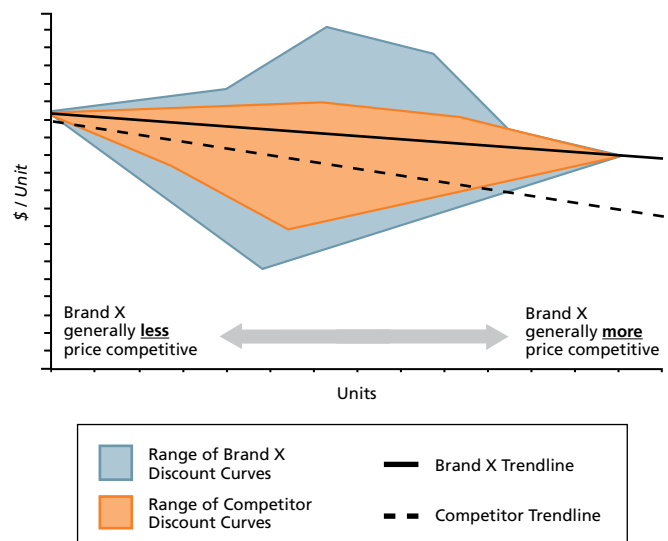 $ / Unit
Brand X
generally less
price competitive
Brand X
generally more
price competitive
Units
Range of Brand X
Discount Curves
Brand X Trendline
Range of Competitor
Discount Curves
Competitor Trendline